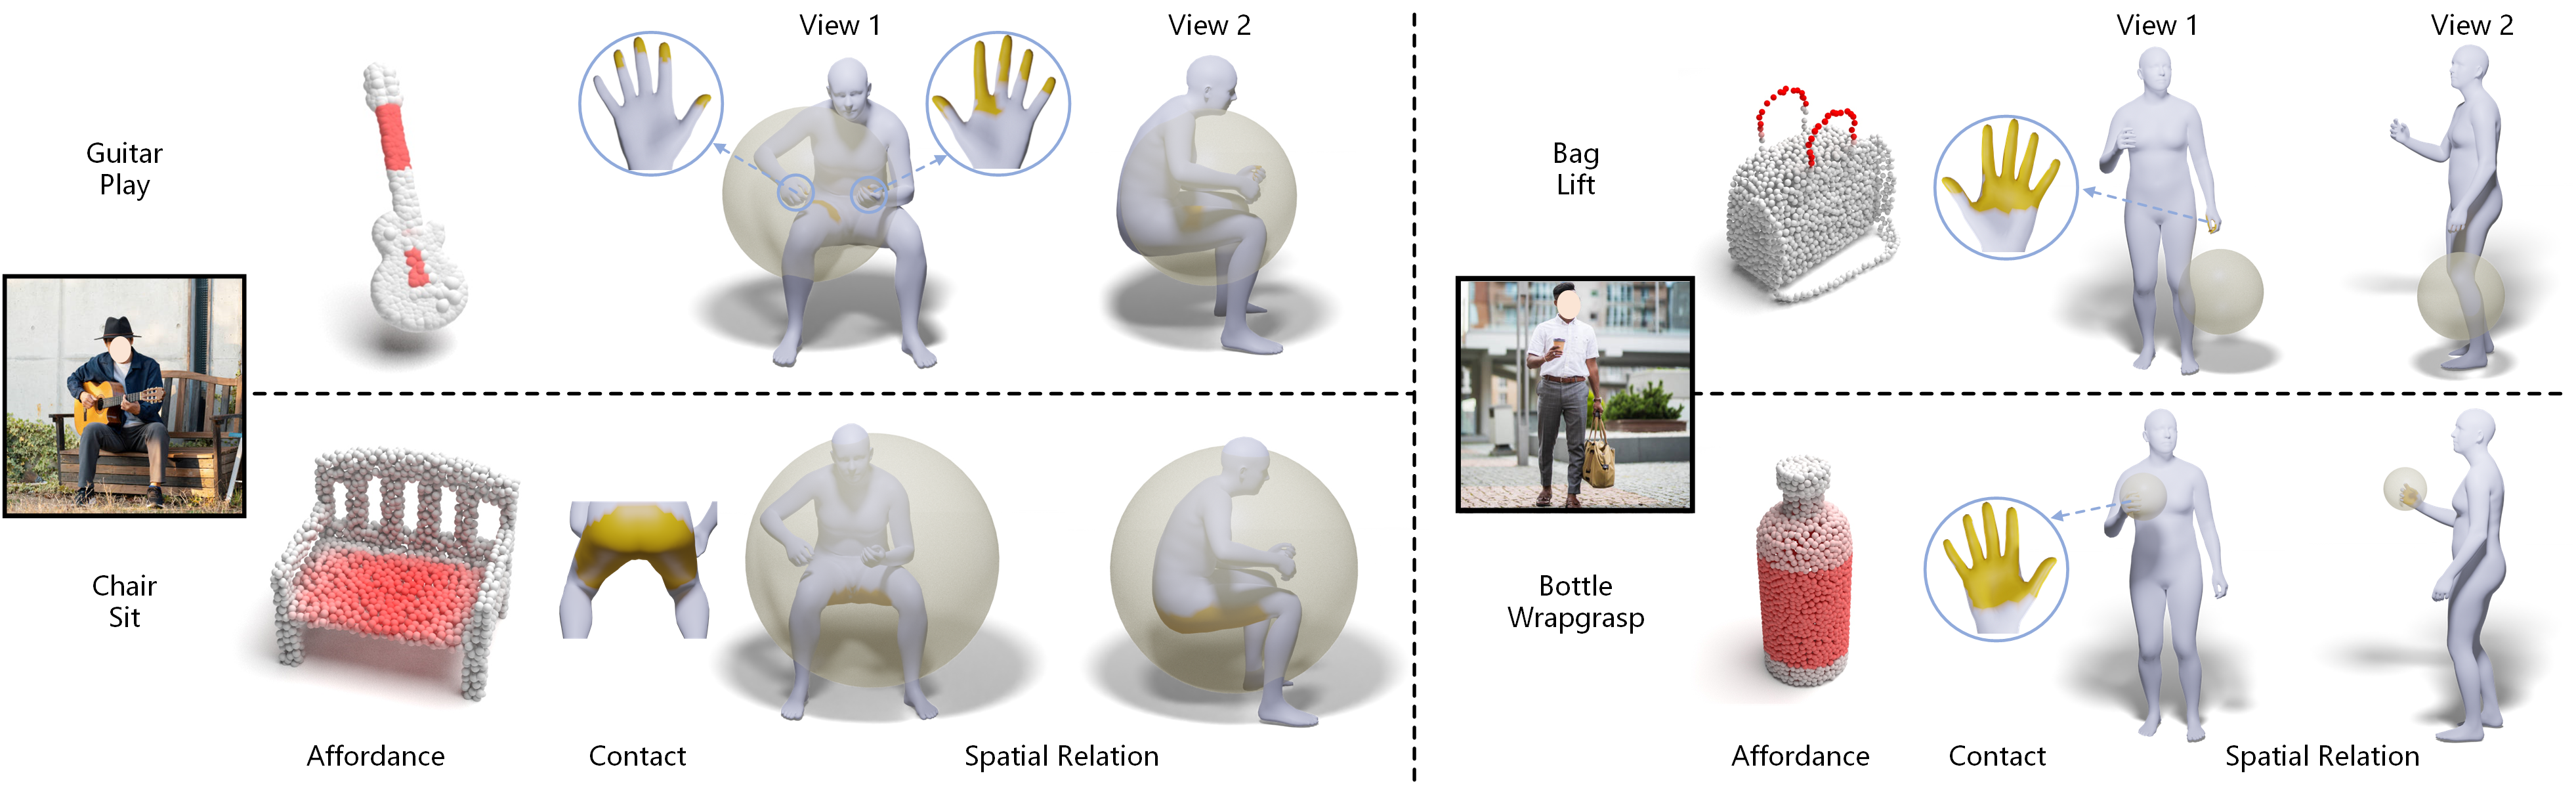 View 1
View 2
Guitar
Play
Chair
Sit
Affordance
Contact
Spatial Relation
View 1
View 2
Bag
Lift
Bottle
Wrapgrasp
Affordance
Contact
Spatial Relation